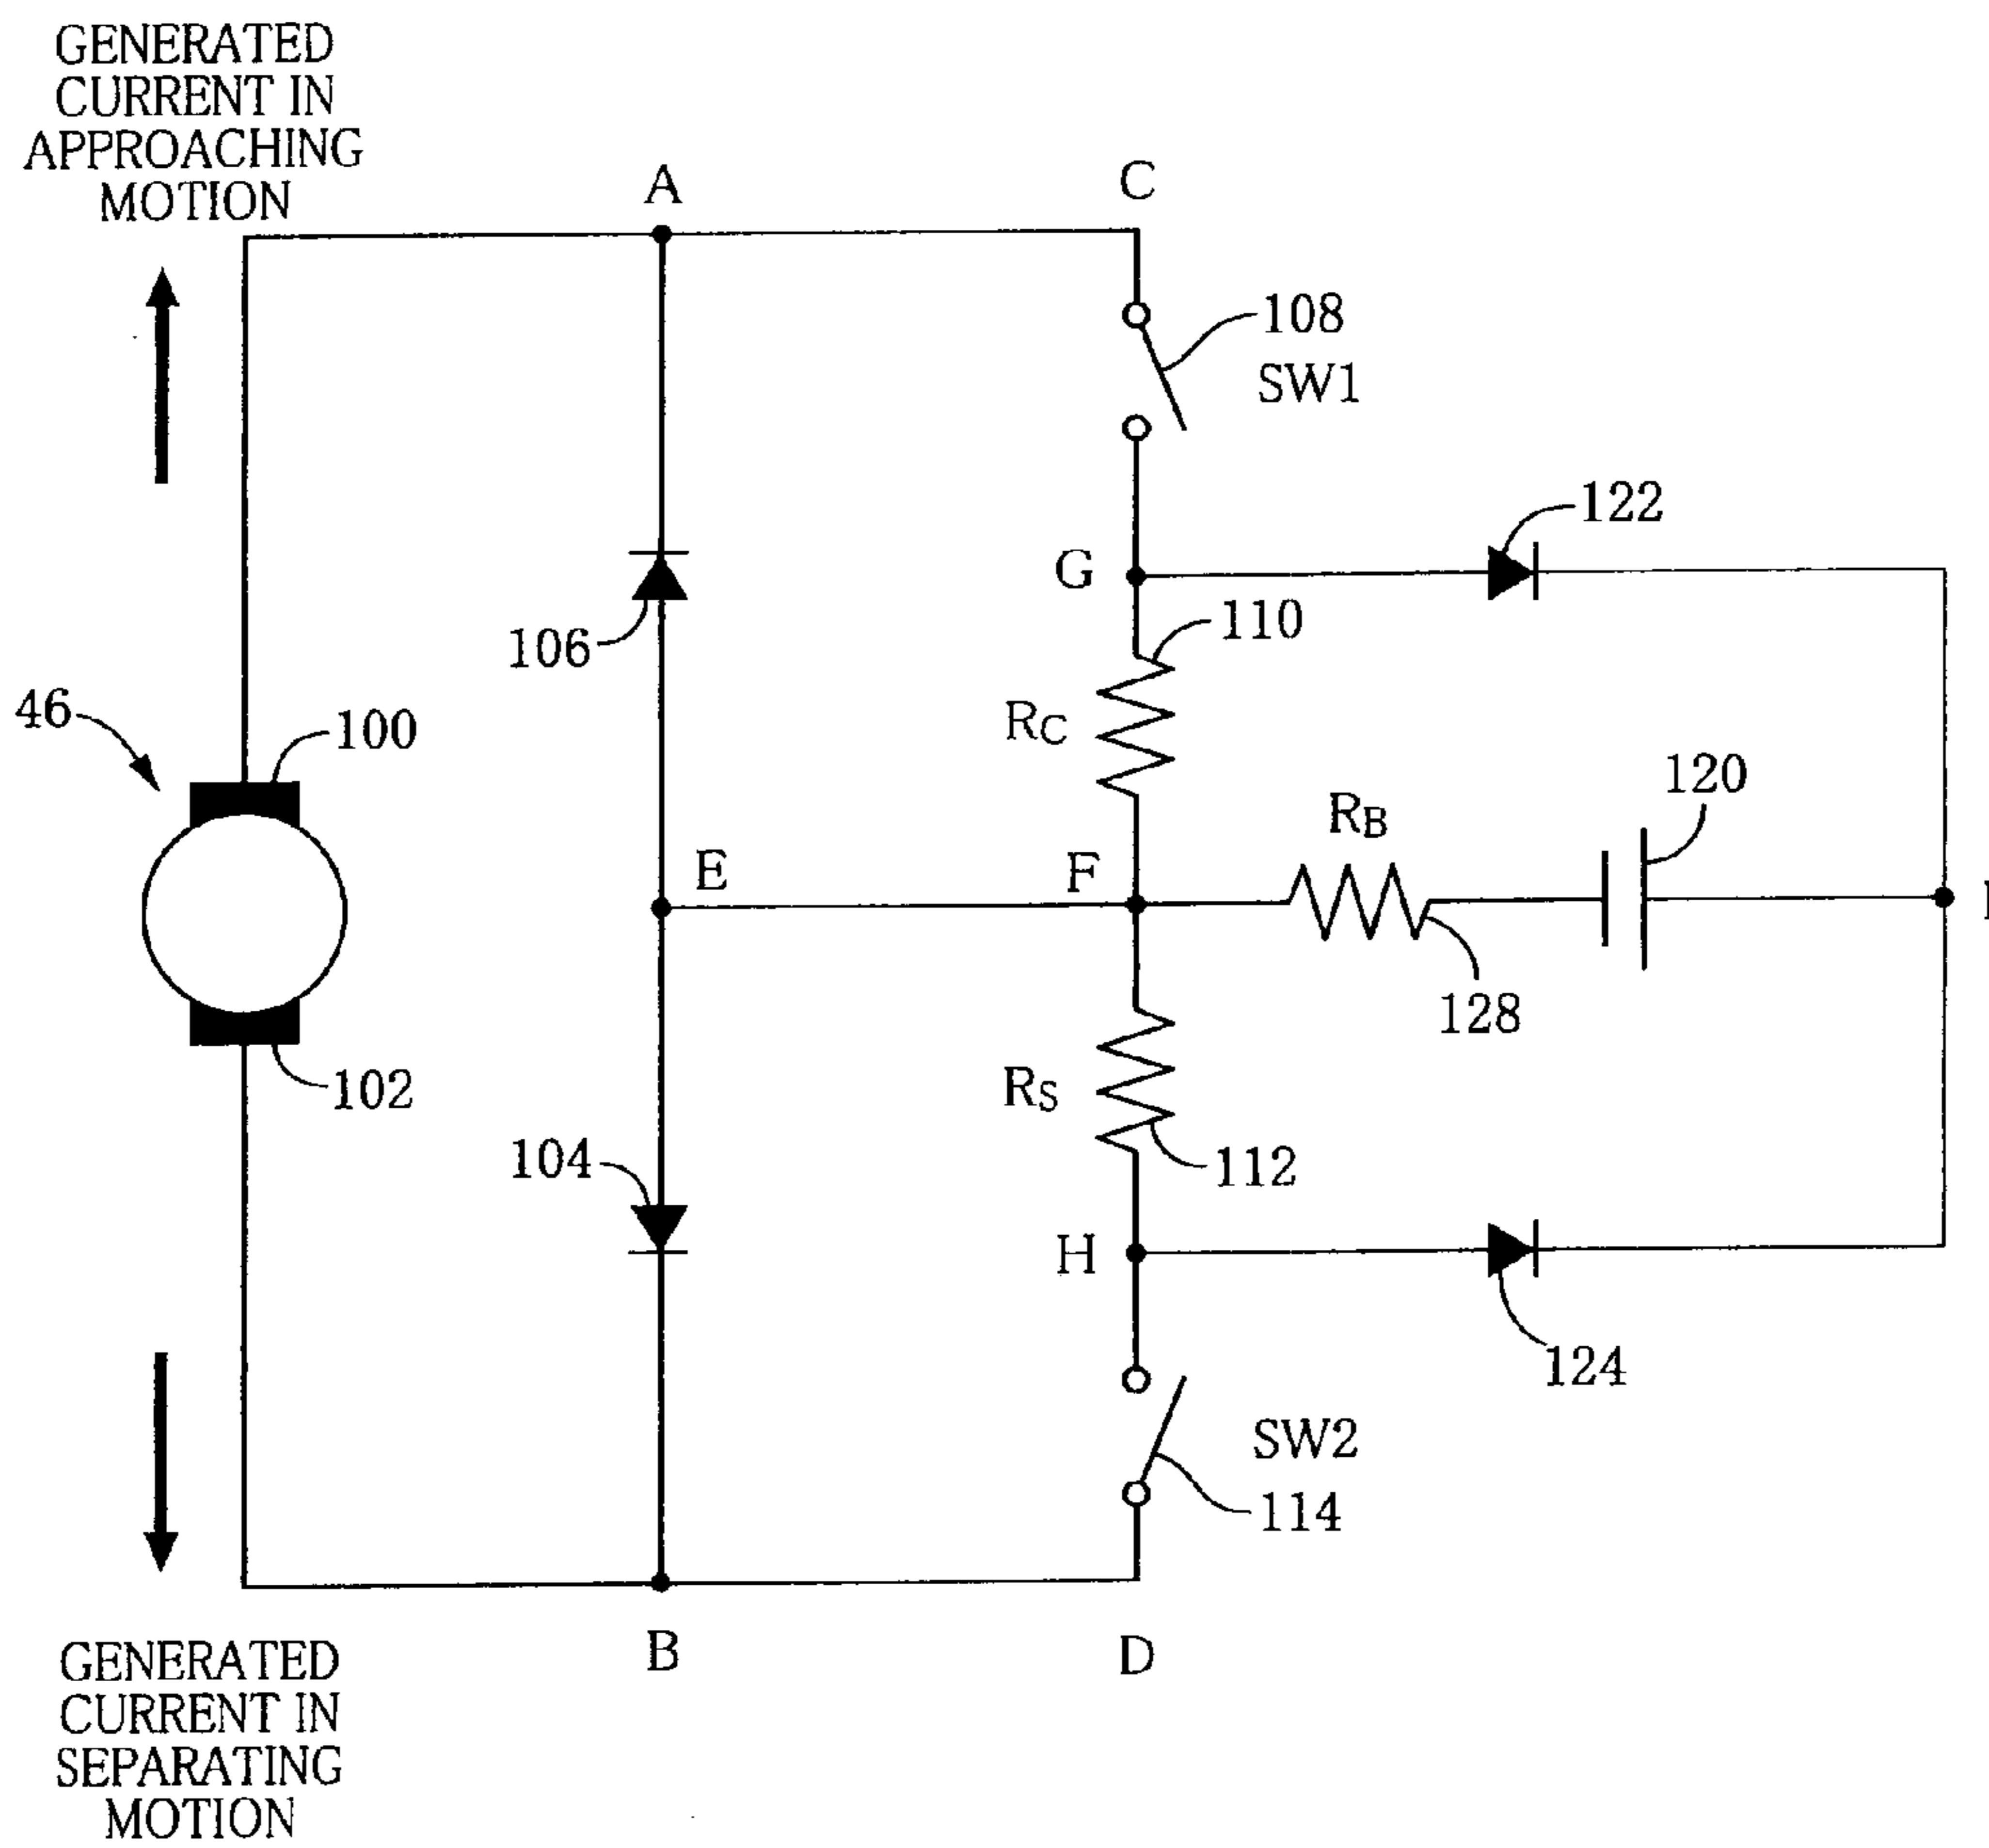 GENERATED
CURRENT IN
APPROACHING
MOTION
A
C
108
SW1
122
G
110
106
RC
46
100
120
RB
E
F
128
RS
102
104
112
H
124
SW2
114
B
D
GENERATED
CURRENT IN
SEPARATING
MOTION